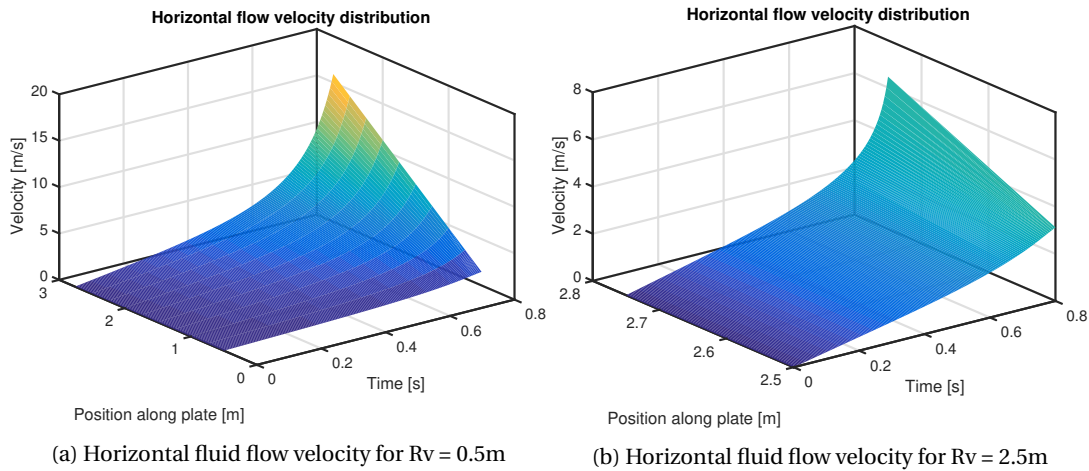 Horizontal flow velocity distribution
20
15
10
5
0
Velocity [m/s]
3
2
1
0
0
0.2
0.4
0.6
0.8
Time [s]
Position along plate [m]
(a) Horizontal fluid flow velocity for Rv = 0.5m
Horizontal flow velocity distribution
8
6
4
2
0
Velocity [m/s]
2.8
2.7
2.6
2.5
0
0.2
0.4
0.6
0.8
Time [s]
Position along plate [m]
(b) Horizontal fluid flow velocity for Rv = 2.5m